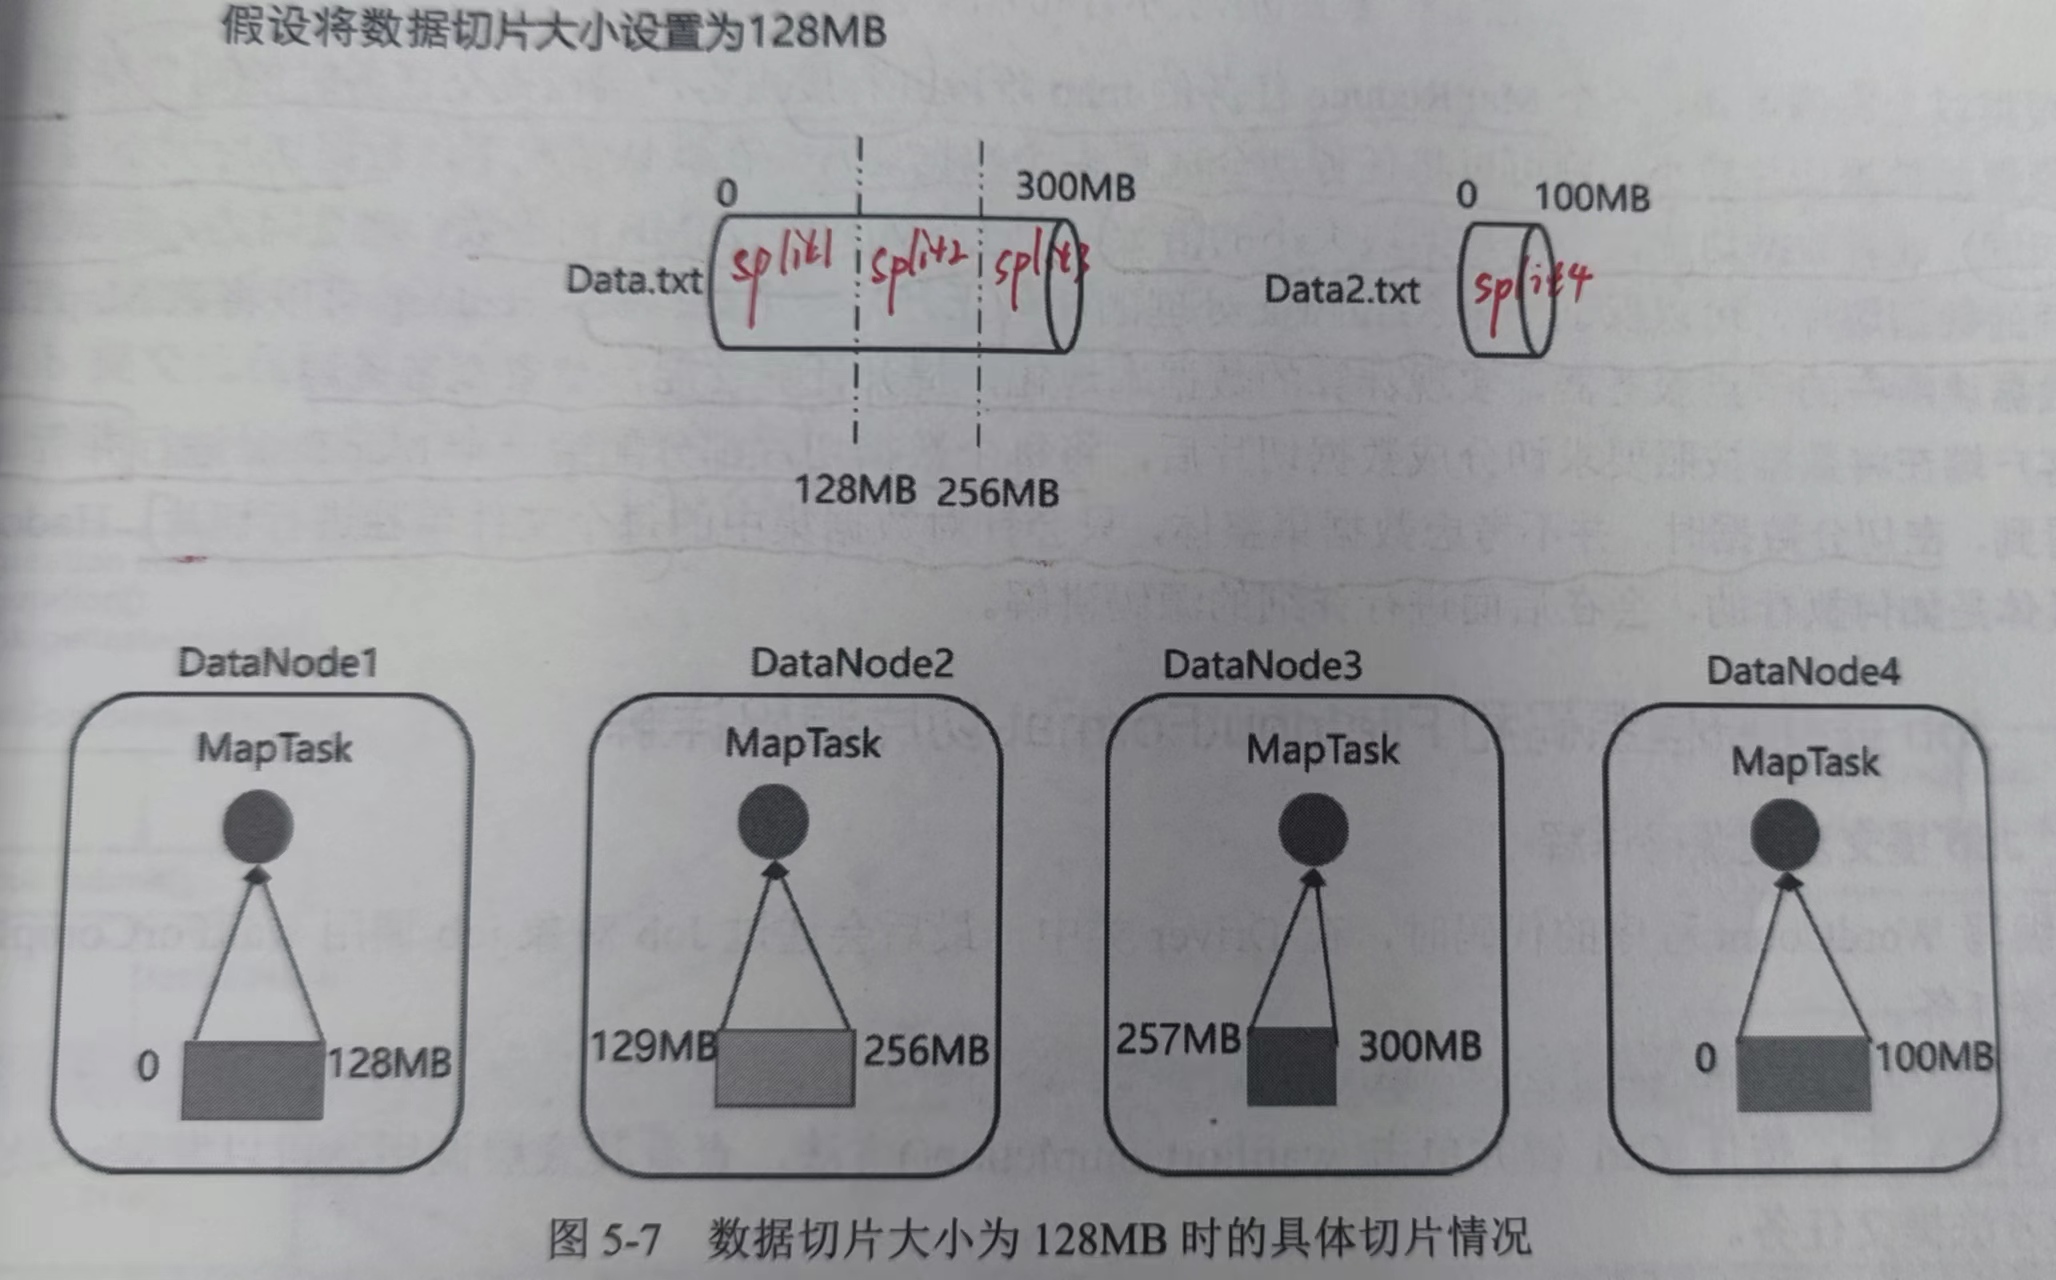 假设将数据切片大小设置为128MB
0 300MB 0 100MB
Data.txt split1 split2 split3 Data2.txt split4
128MB 256MB
DataNode1 DataNode2 DataNode3 DataNode4
MapTask MapTask MapTask MapTask
0 128MB 129MB 256MB 257MB 300MB 0 100MB
图 5-7 数据切片大小为 128MB 时的具体切片情况